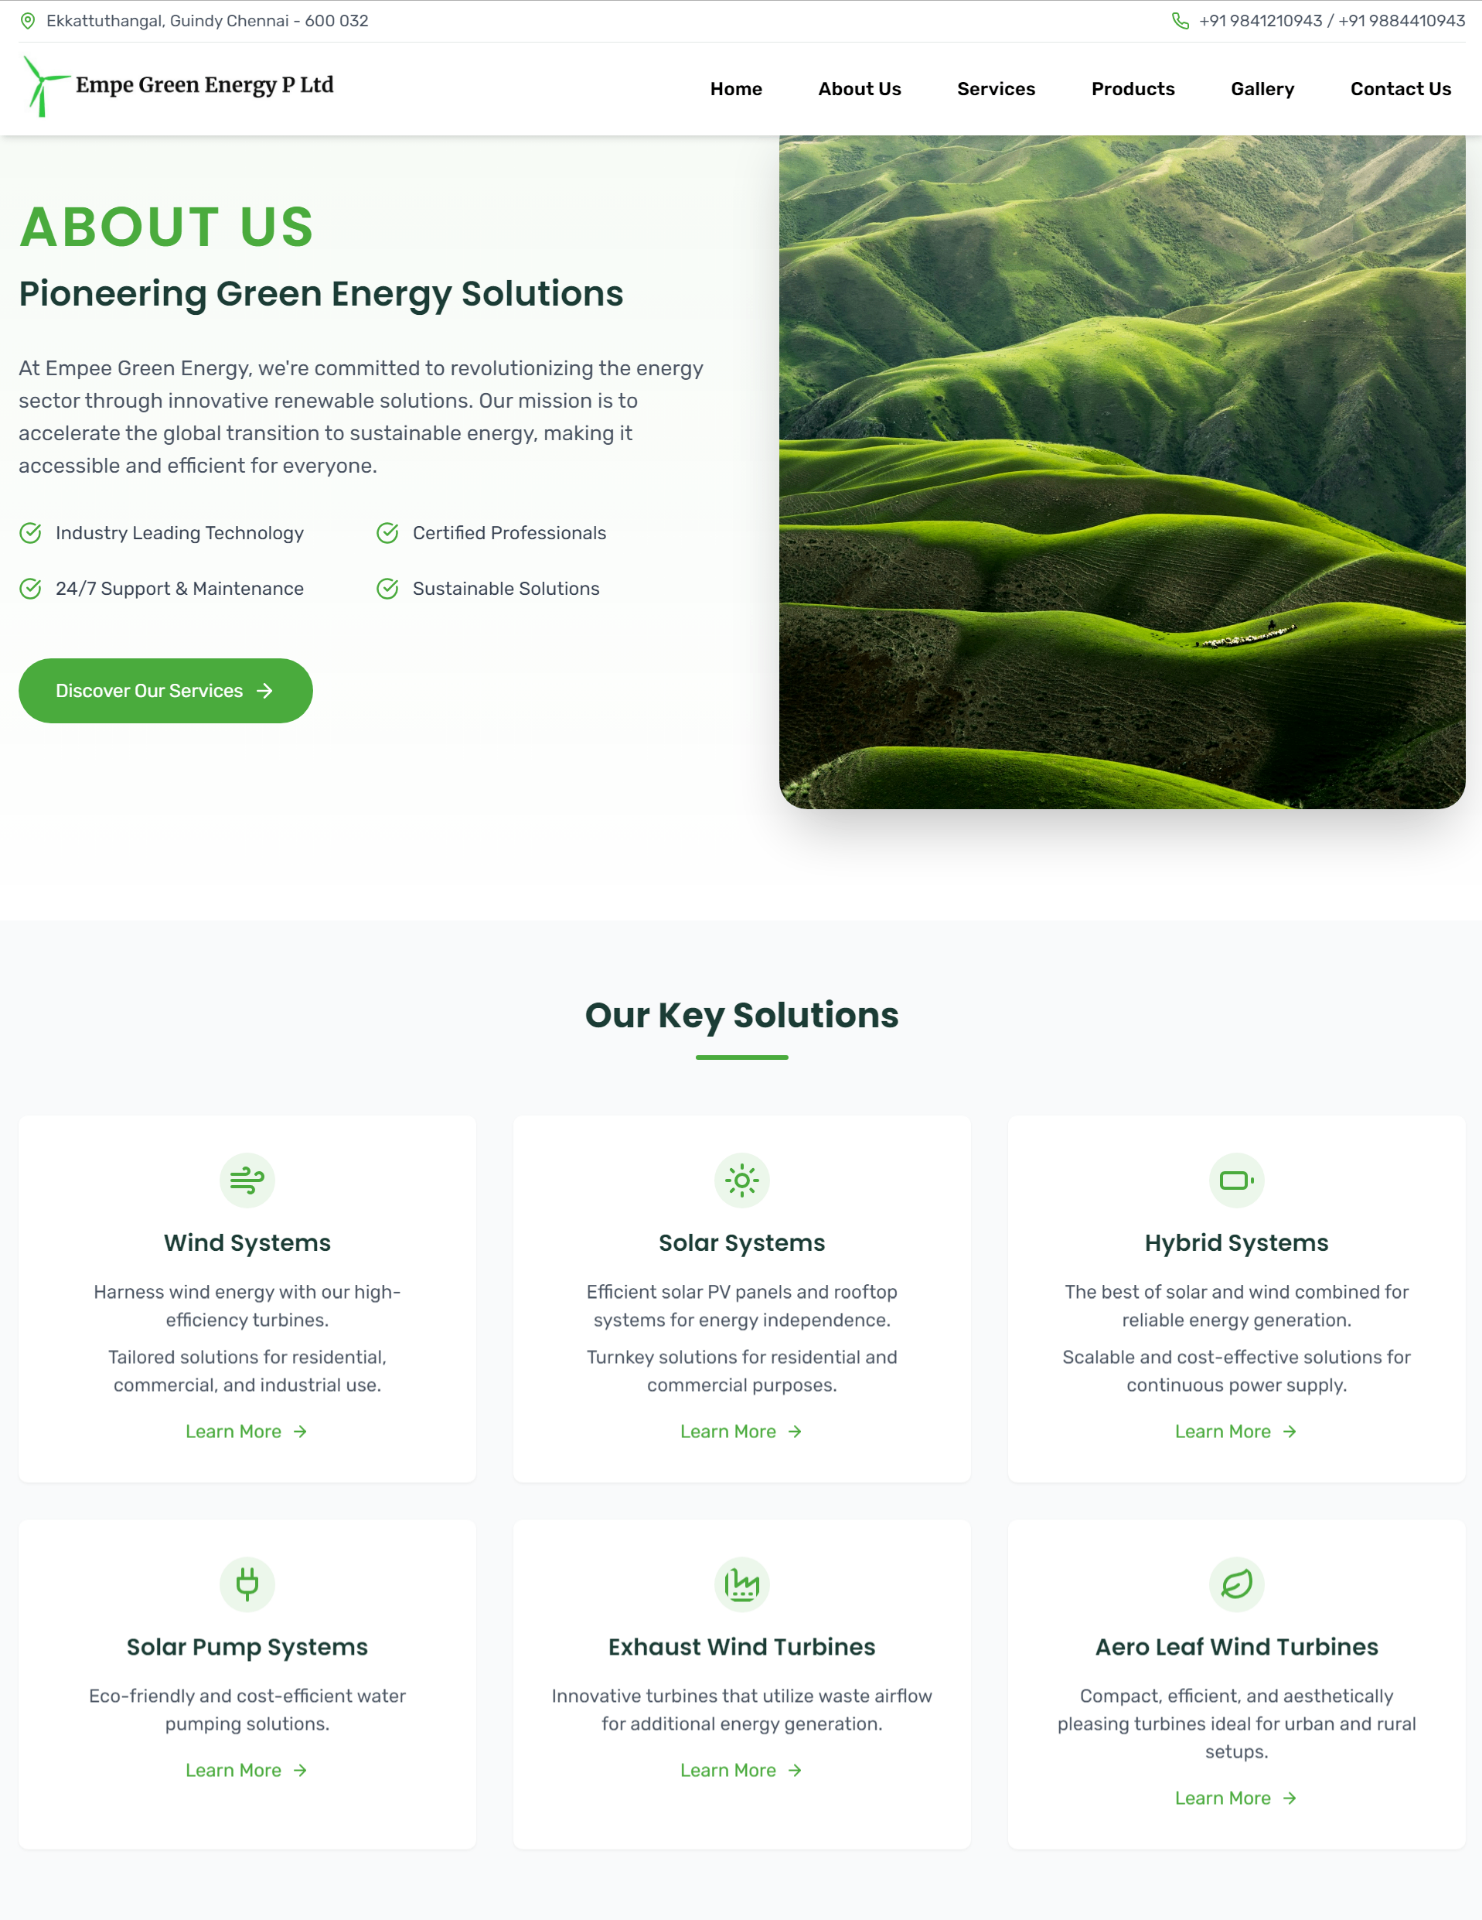 Ekkattuthangal, Guindy Chennai - 600 032
+91 9841210943 / +91 9884410943
Empe Green Energy P Ltd
Home
About Us
Services
Products
Gallery
Contact Us
ABOUT US
Pioneering Green Energy Solutions
At Empee Green Energy, we're committed to revolutionizing the energy
sector through innovative renewable solutions. Our mission is to
accelerate the global transition to sustainable energy, making it
accessible and efficient for everyone.
Industry Leading Technology
Certified Professionals
24/7 Support & Maintenance
Sustainable Solutions
Discover Our Services
Our Key Solutions
Wind Systems
Harness wind energy with our high-
efficiency turbines.
Tailored solutions for residential,
commercial, and industrial use.
Learn More
Solar Systems
Efficient solar PV panels and rooftop
systems for energy independence.
Turnkey solutions for residential and
commercial purposes.
Learn More
Hybrid Systems
The best of solar and wind combined for
reliable energy generation.
Scalable and cost-effective solutions for
continuous power supply.
Learn More
Solar Pump Systems
Eco-friendly and cost-efficient water
pumping solutions.
Learn More
Exhaust Wind Turbines
Innovative turbines that utilize waste airflow
for additional energy generation.
Learn More
Aero Leaf Wind Turbines
Compact, efficient, and aesthetically
pleasing turbines ideal for urban and rural
setups.
Learn More